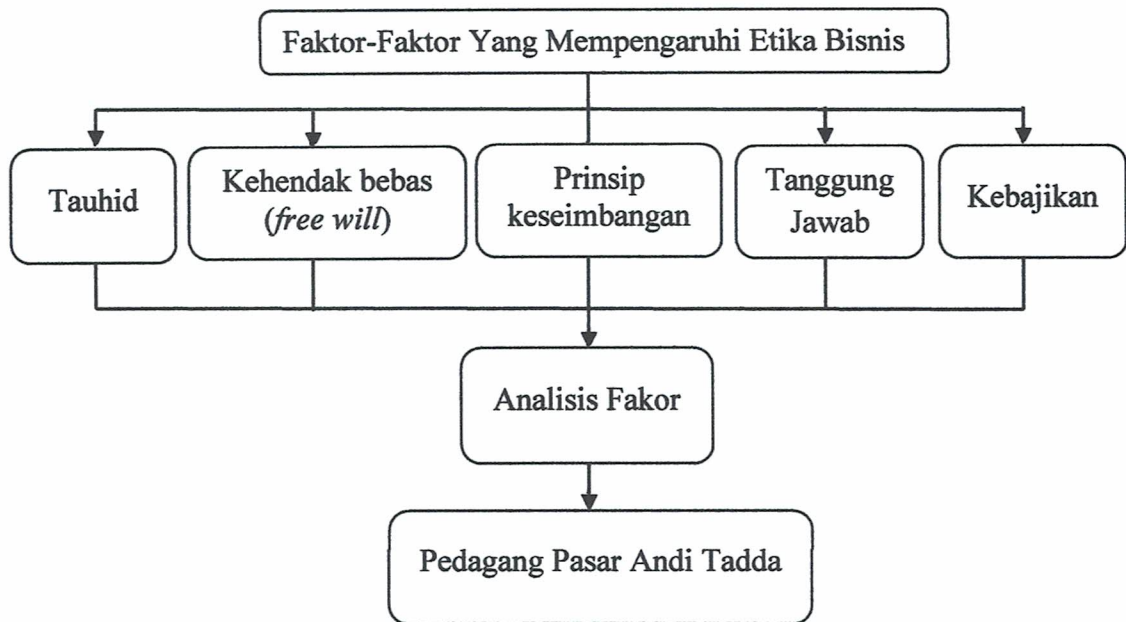 Faktor-Faktor Yang Mempengaruhi Etika Bisnis
Tauhid
Kehendak bebas
(free will)
Prinsip
keseimbangan
Tanggung
Jawab
Kebajikan
Analisis Fakor
Pedagang Pasar Andi Tadda